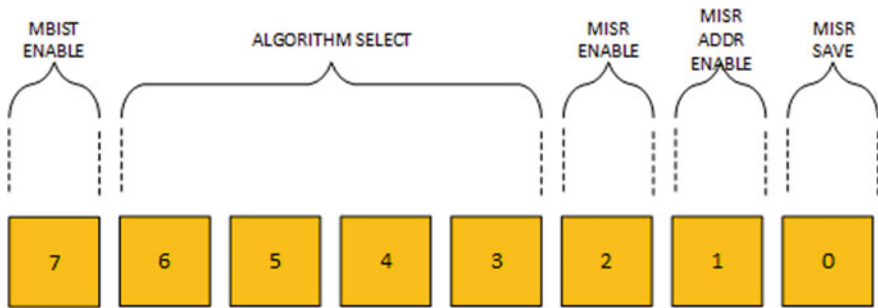 MBIST
ENABLE
ALGORITHM SELECT
MISR
ENABLE
MISR
ADDR
ENABLE
MISR
SAVE
7
6
5
4
3
2
1
0